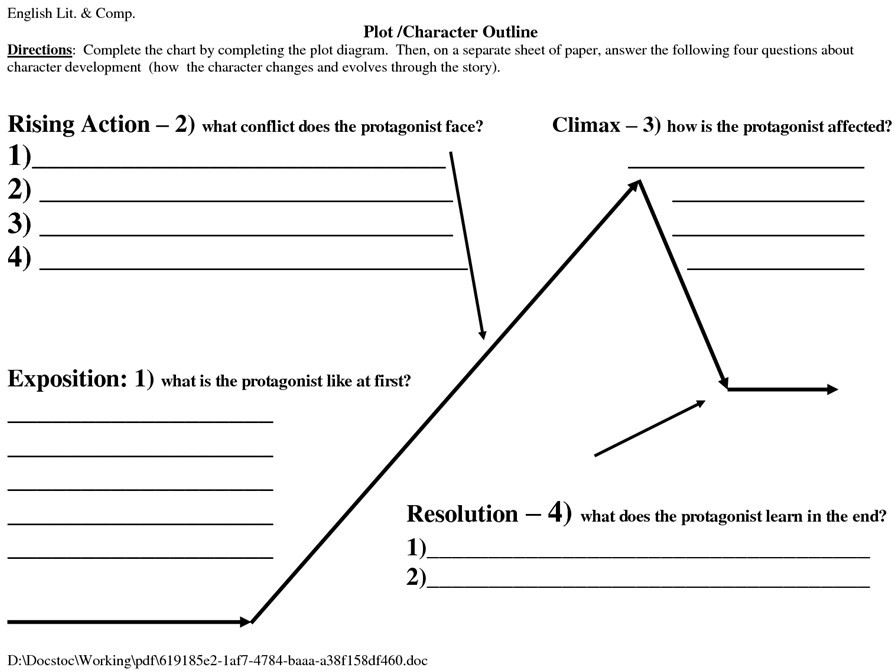 English Lit. & Comp.
Plot /Character Outline
Directions:  Complete the chart by completing the plot diagram.  Then, on a separate sheet of paper, answer the following four questions about
character development  (how  the character changes and evolves through the story).
Rising Action – 2) what conflict does the protagonist face?
1)
2)
3)
4)
Climax – 3) how is the protagonist affected?
Exposition: 1) what is the protagonist like at first?
Resolution – 4) what does the protagonist learn in the end?
1)
2)
D:\Docstoc\Working\pdf\619185e2-1af7-4784-baaa-a38f158df460.doc